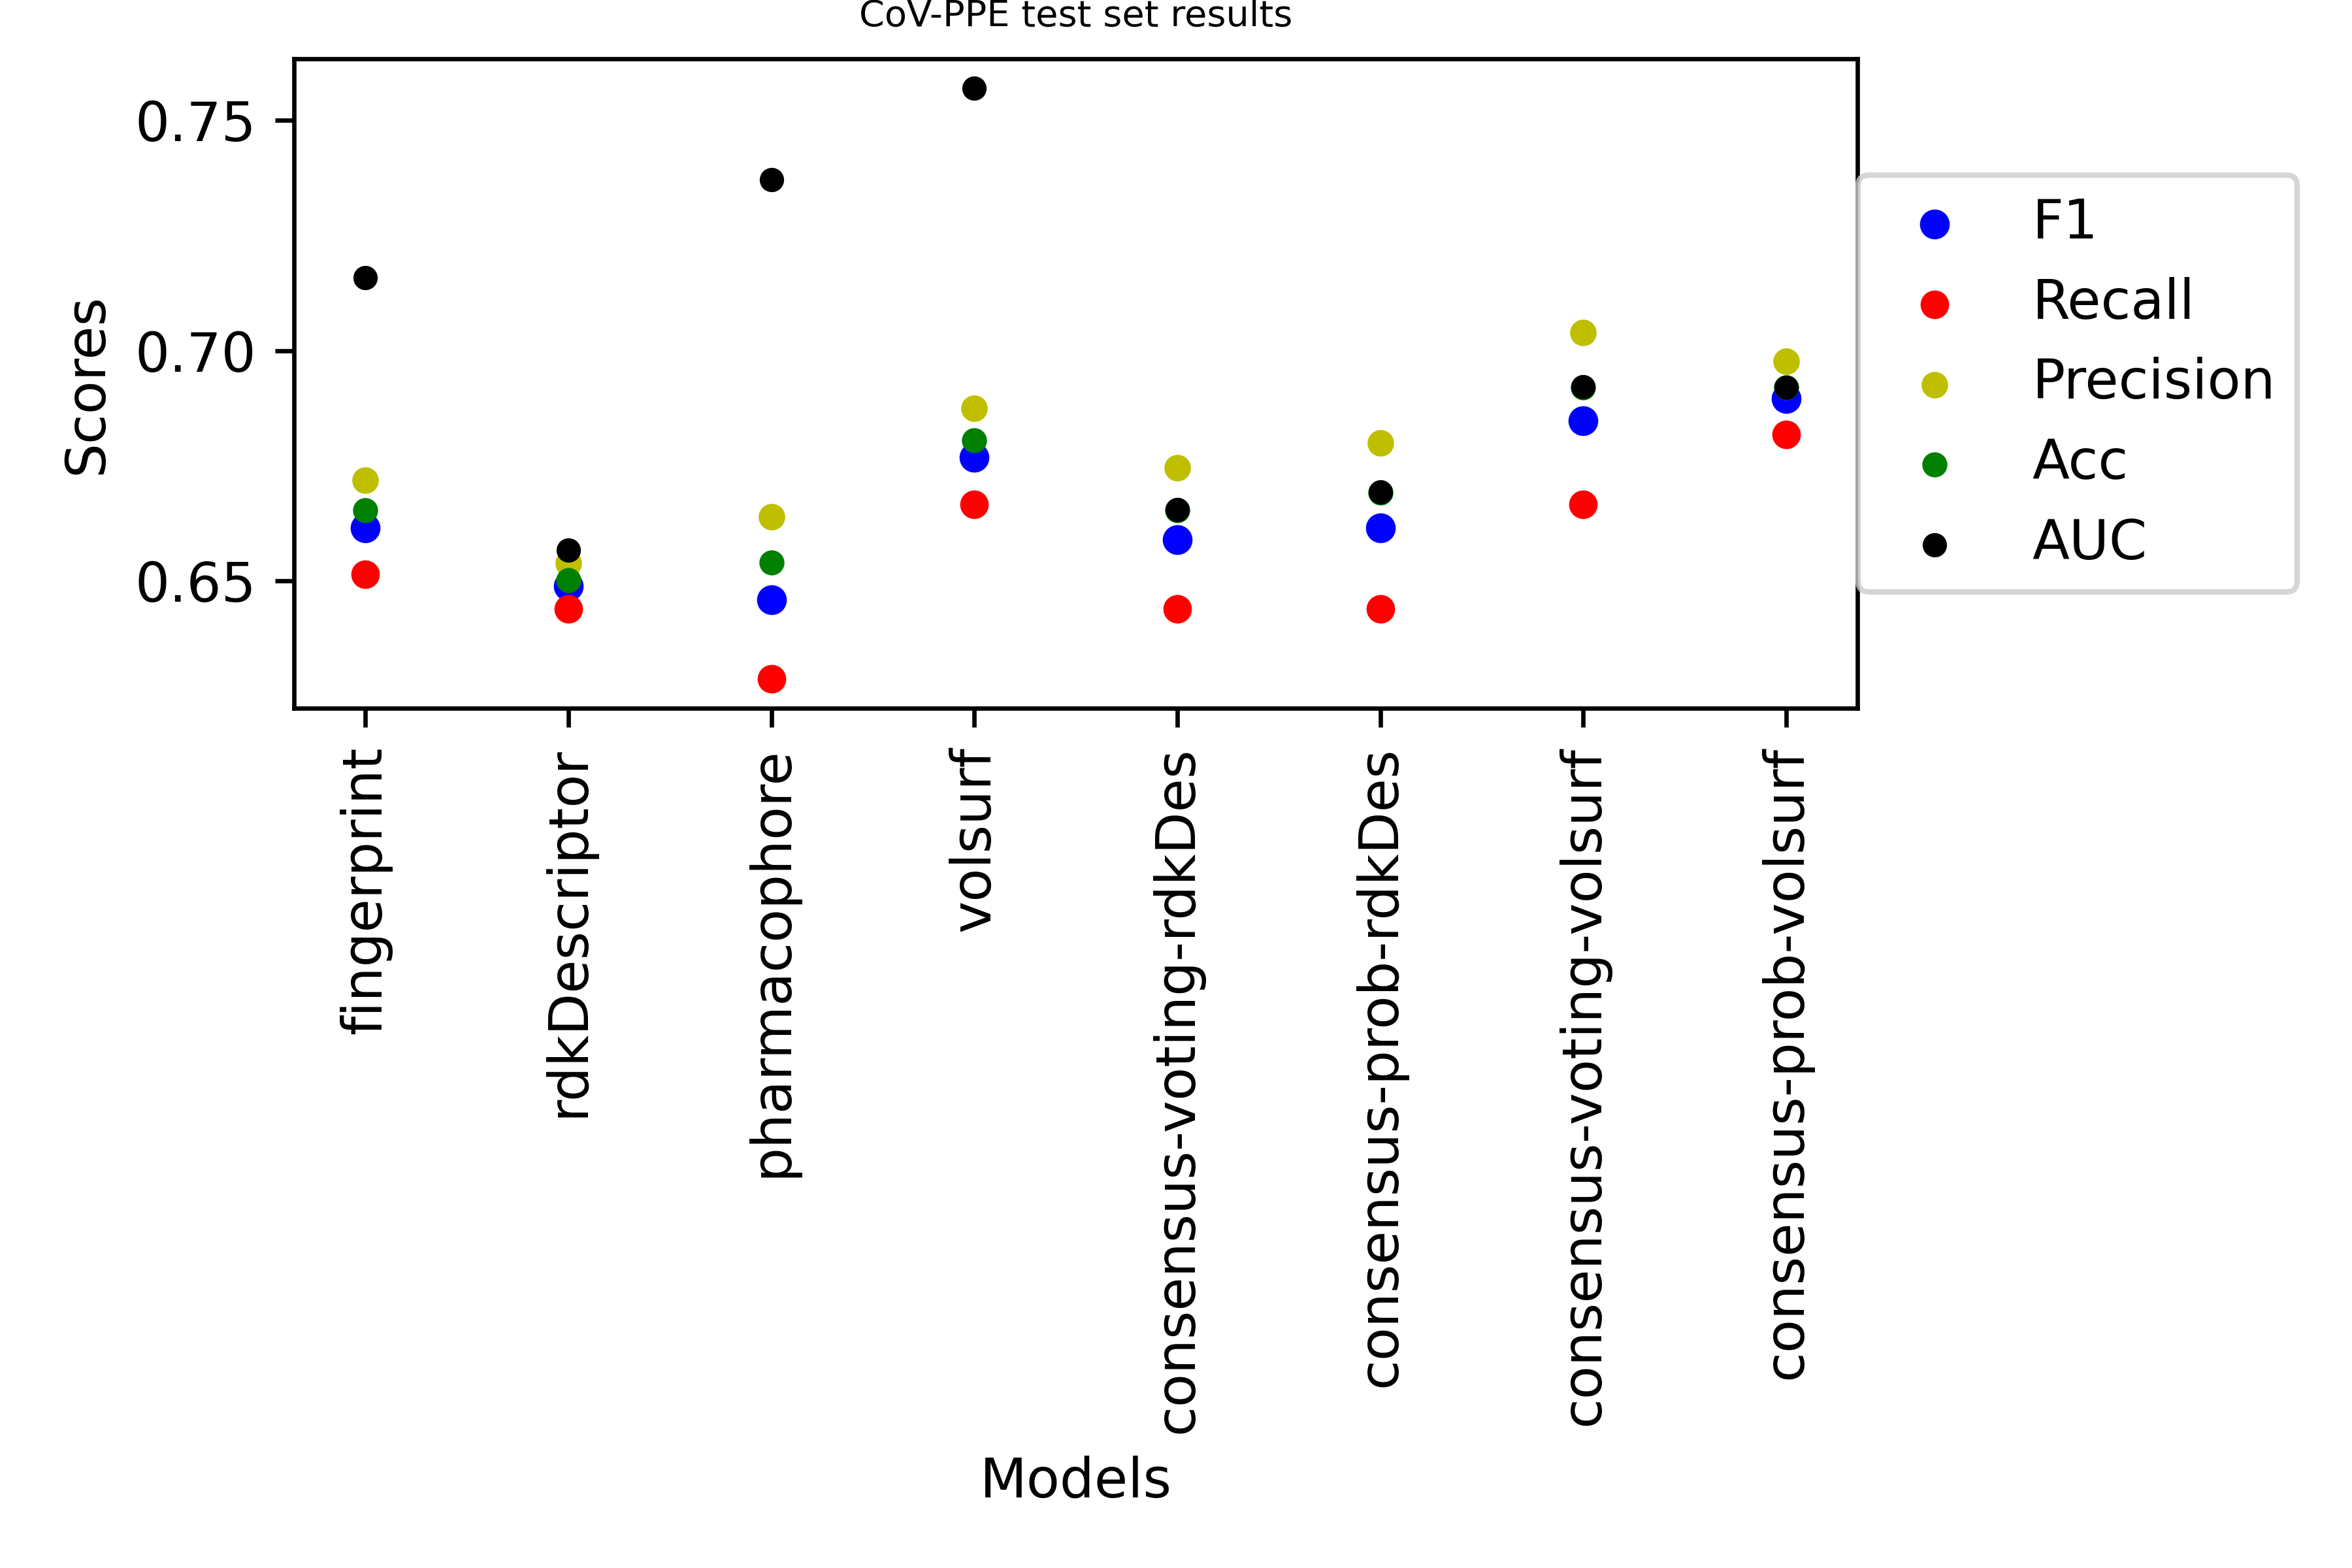 CoV-PPE test set results
Scores
0.75
0.70
0.65
F1
Recall
Precision
Acc
AUC
fingerprint
rdkDescriptor
pharmacophore
volsurf
consensus-voting-rdkDes
consensus-prob-rdkDes
consensus-voting-volsurf
consensus-prob-volsurf
Models